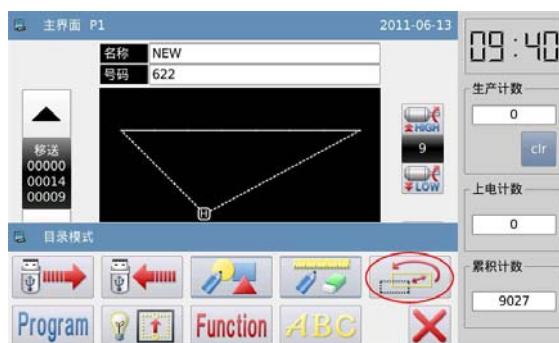 主界面 P1
2011-06-13
名称 NEW
号码 622
移送
00000
00014
00009
HIGH
9
LOW
H
目录模式
Program
Function
ABC
09:40
生产计数
0
clr
上电计数
0
累积计数
9027